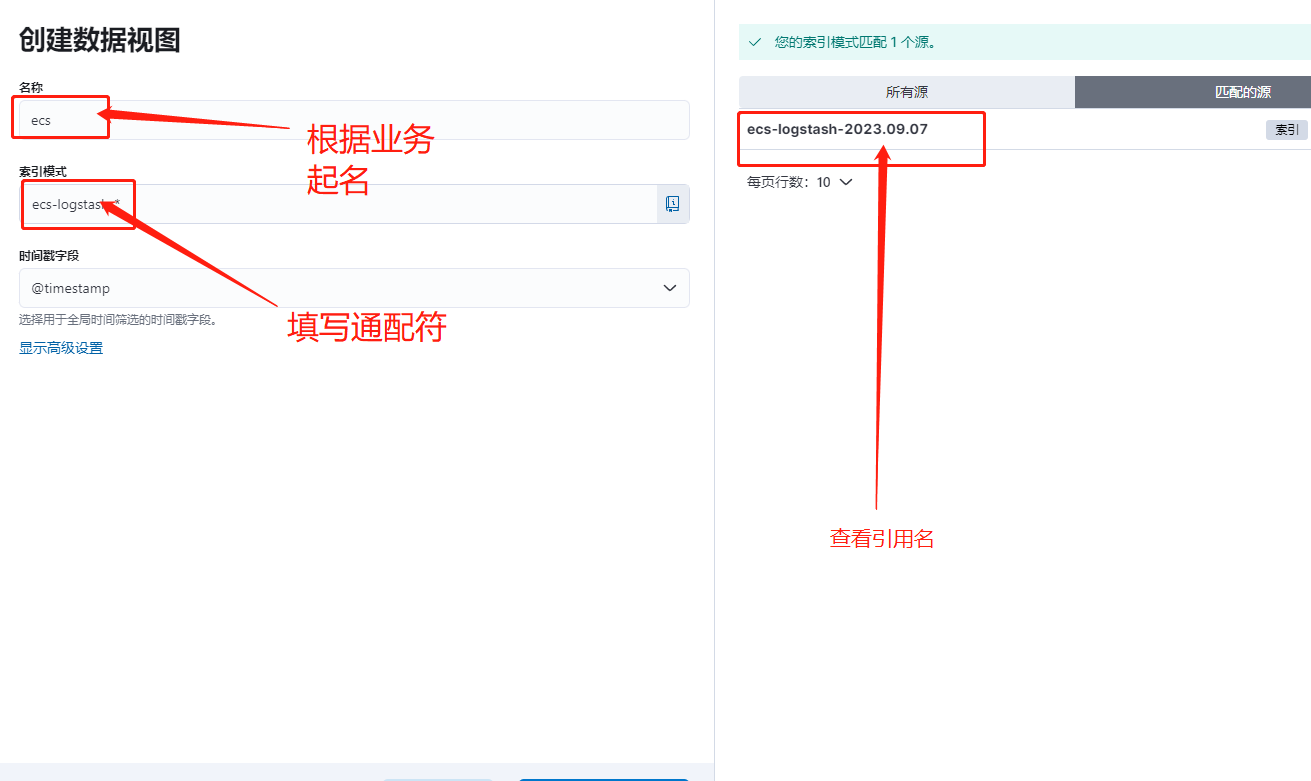 创建数据视图
名称
ecs
根据业务
起名
索引模式
ecs-logstash-*
时间戳字段
@timestamp
选择用于全局时间筛选的时间戳字段。
填写通配符
显示高级设置
您的索引模式匹配 1 个源。
所有源
匹配的源
ecs-logstash-2023.09.07
索引
每页行数：10
查看引用名